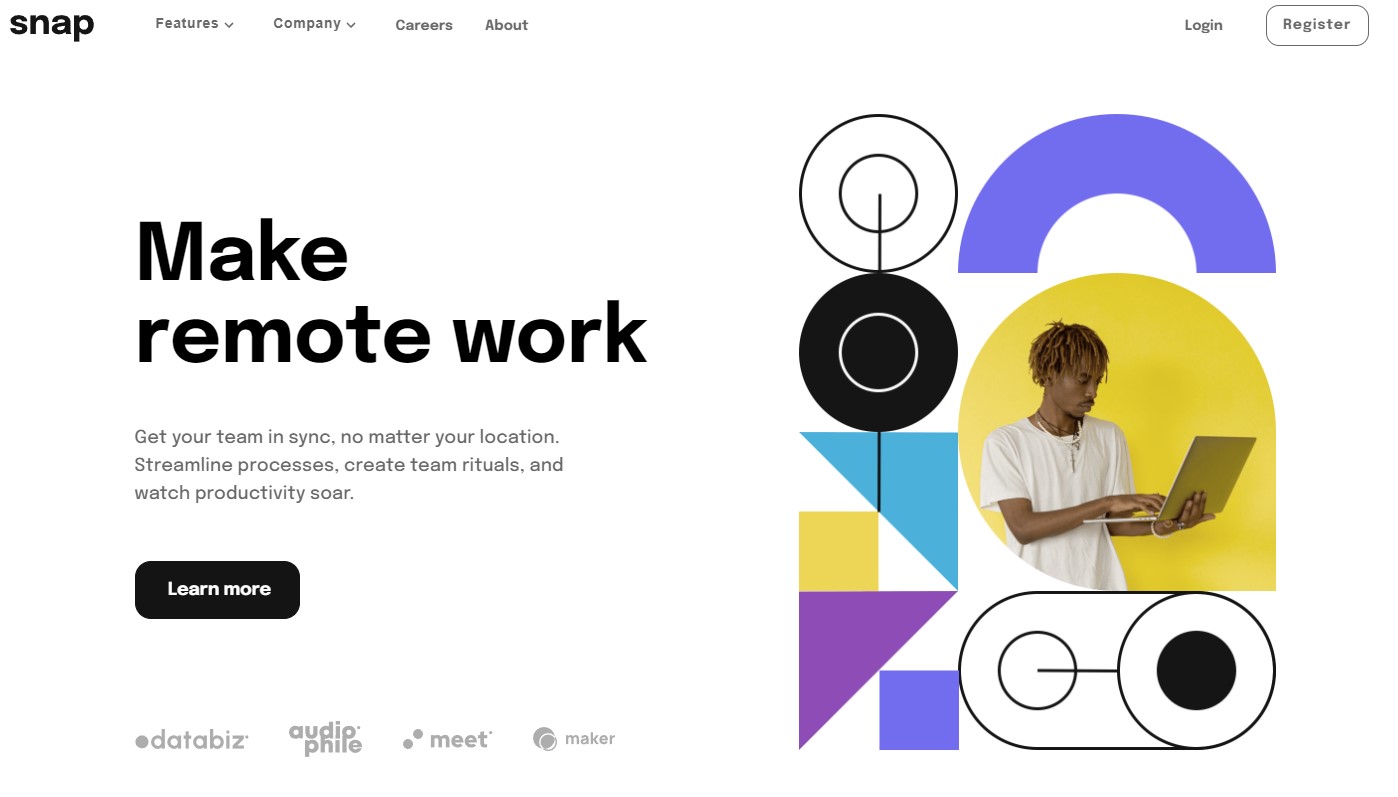 snap
Features
Company
Careers
About
Login
Register
Make
remote work
Get your team in sync, no matter your location.
Streamline processes, create team rituals, and
watch productivity soar.
Learn more
databiz
audio
phile
meet
maker